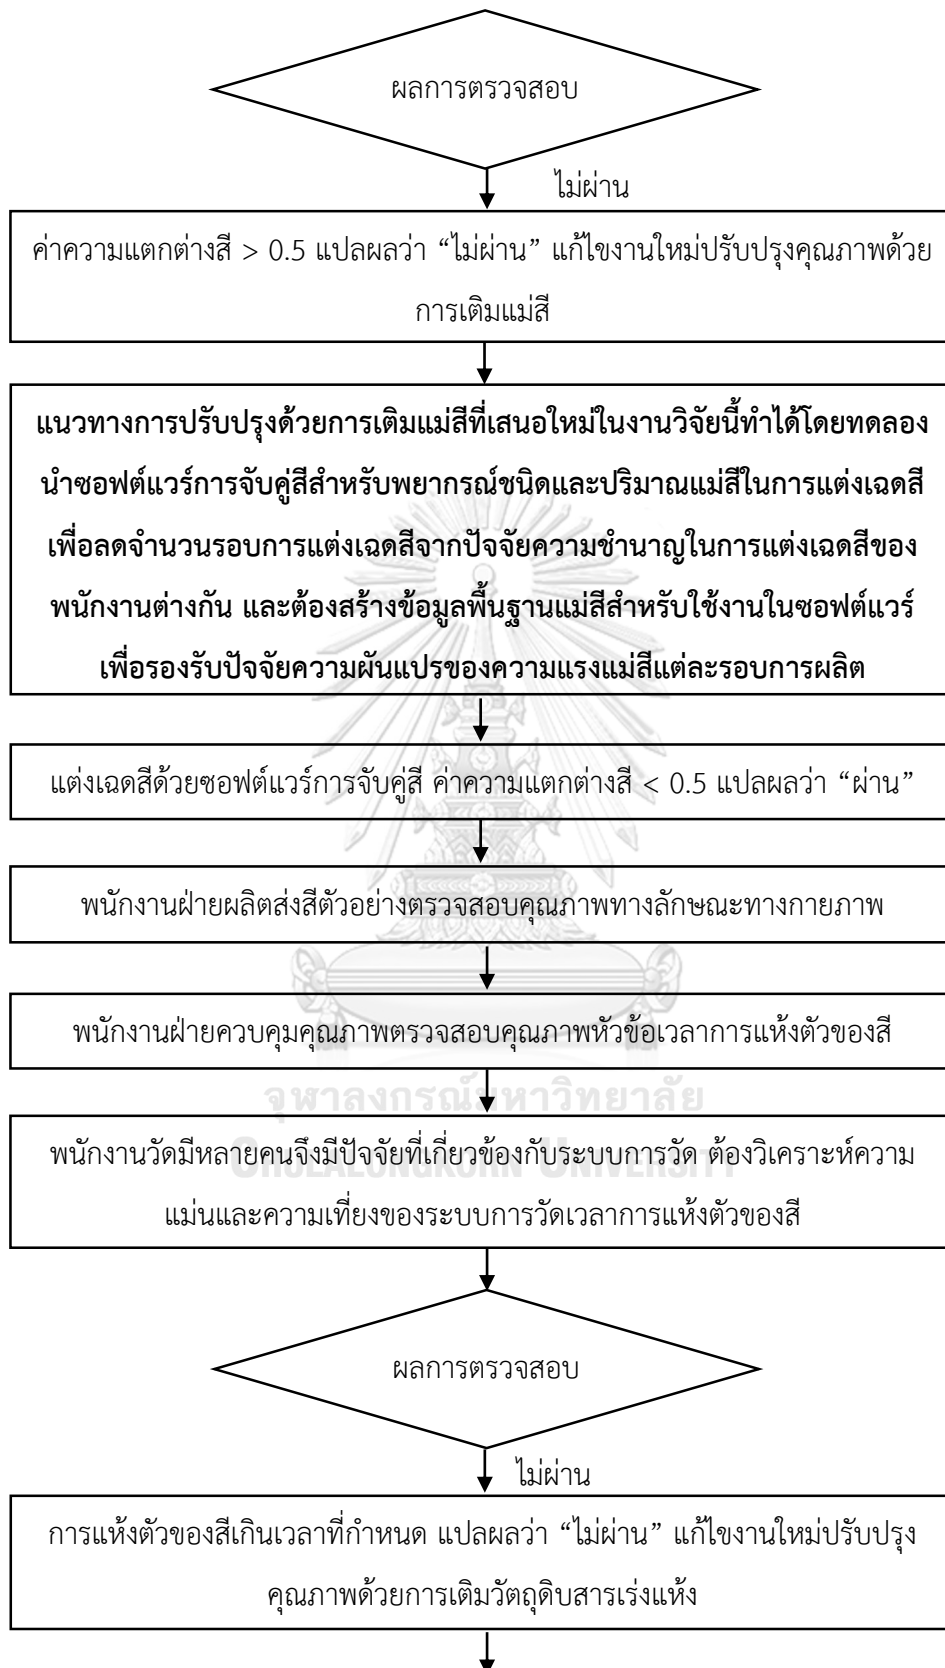 ผลการตรวจสอบ
ไม่ผ่าน
ค่าความแตกต่างสี > 0.5 แปลผลว่า “ไม่ผ่าน” แก้ไขงานใหม่ปรับปรุงคุณภาพด้วย
การเติมแม่สี
แนวทางการปรับปรุงด้วยการเติมแม่สีที่เสนอใหม่ในงานวิจัยนี้ทำได้โดยทดลอง
นำซอฟต์แวร์การจับคู่สีสำหรับพยากรณ์ชนิดและปริมาณแม่สีในการแต่งเฉดสี
เพื่อลดจำนวนรอบการแต่งเฉดสีจากปัจจัยความชำนาญในการแต่งเฉดสีของ
พนักงานต่างกัน และต้องสร้างข้อมูลพื้นฐานแม่สีสำหรับใช้งานในซอฟต์แวร์
เพื่อรองรับปัจจัยความผันแปรของความแรงแม่สีแต่ละรอบการผลิต
แต่งเฉดสีด้วยซอฟต์แวร์การจับคู่สี ค่าความแตกต่างสี < 0.5 แปลผลว่า “ผ่าน”
พนักงานฝ่ายผลิตส่งสีตัวอย่างตรวจสอบคุณภาพทางลักษณะทางกายภาพ
พนักงานฝ่ายควบคุมคุณภาพตรวจสอบคุณภาพหัวข้อเวลาการแห้งตัวของสี
จุฬาลงกรณ์มหาวิทยาลัย
พนักงานวัดมีหลายคนจึงมีปัจจัยที่เกี่ยวข้องกับระบบการวัด ต้องวิเคราะห์ความ
CHULALONGKORN UNIVERSITY
แม่นและความเที่ยงของระบบการวัดเวลาการแห้งตัวของสี
ผลการตรวจสอบ
ไม่ผ่าน
การแห้งตัวของสีเกินเวลาที่กำหนด แปลผลว่า “ไม่ผ่าน” แก้ไขงานใหม่ปรับปรุง
คุณภาพด้วยการเติมวัตถุดิบสารเร่งแห้ง